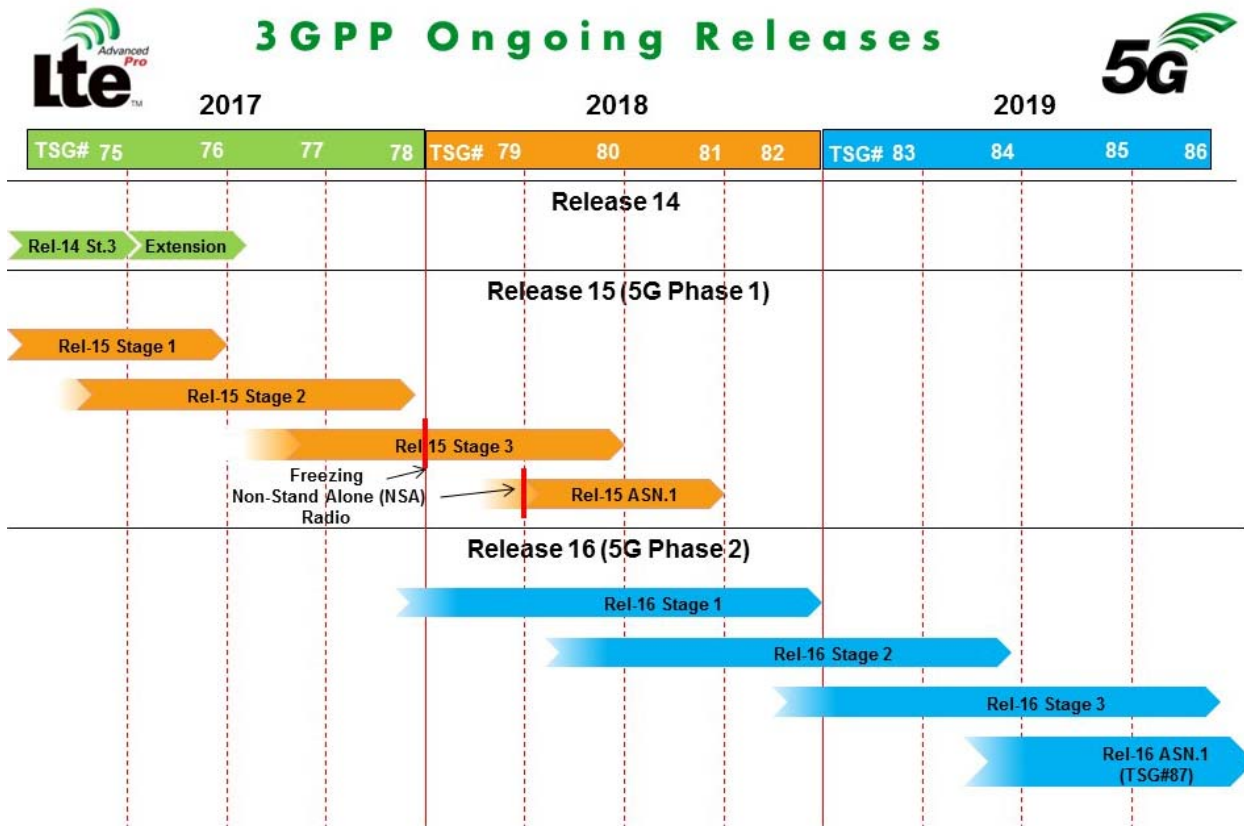 Advanced
Pro
Lte
TM
3GPP Ongoing Releases
5G
2017
2018
2019
TSG# 75 76 77 78 TSG# 79 80 81 82 TSG# 83 84 85 86
Release 14
Rel-14 St.3 Extension
Release 15 (5G Phase 1)
Rel-15 Stage 1
Rel-15 Stage 2
Rel-15 Stage 3
Freezing
Non-Stand Alone (NSA)
Radio
Rel-15 ASN.1
Release 16 (5G Phase 2)
Rel-16 Stage 1
Rel-16 Stage 2
Rel-16 Stage 3
Rel-16 ASN.1
(TSG#87)